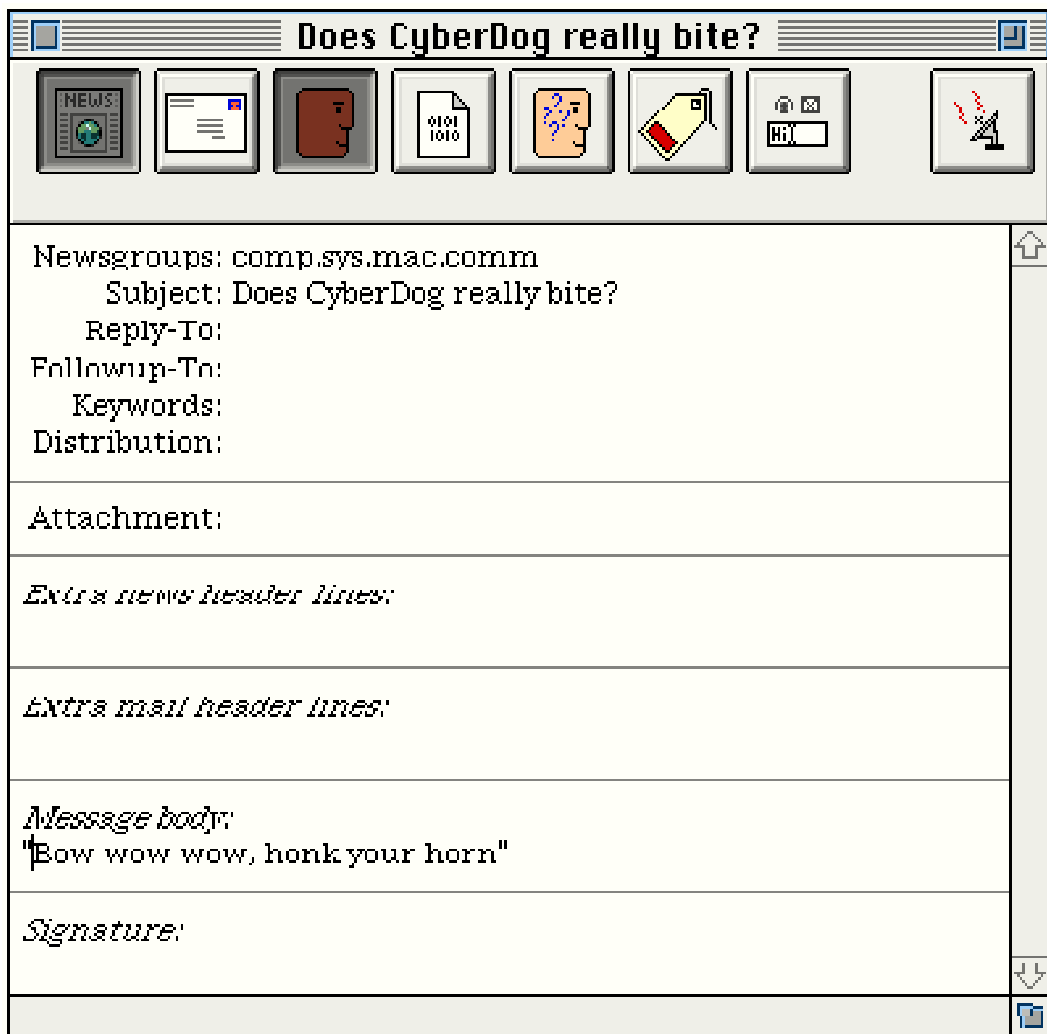 Does CyberDog really bite?
NEWS
0101
1010
Hi
Newsgroups: comp.sys.mac.comm
Subject: Does CyberDog really bite?
Reply-To:
Followup-To:
Keywords:
Distribution:
Attachment:
Extra news header lines:
Extra mail header lines:
Message body:
"Bow wow wow, honk your horn"
Signature: